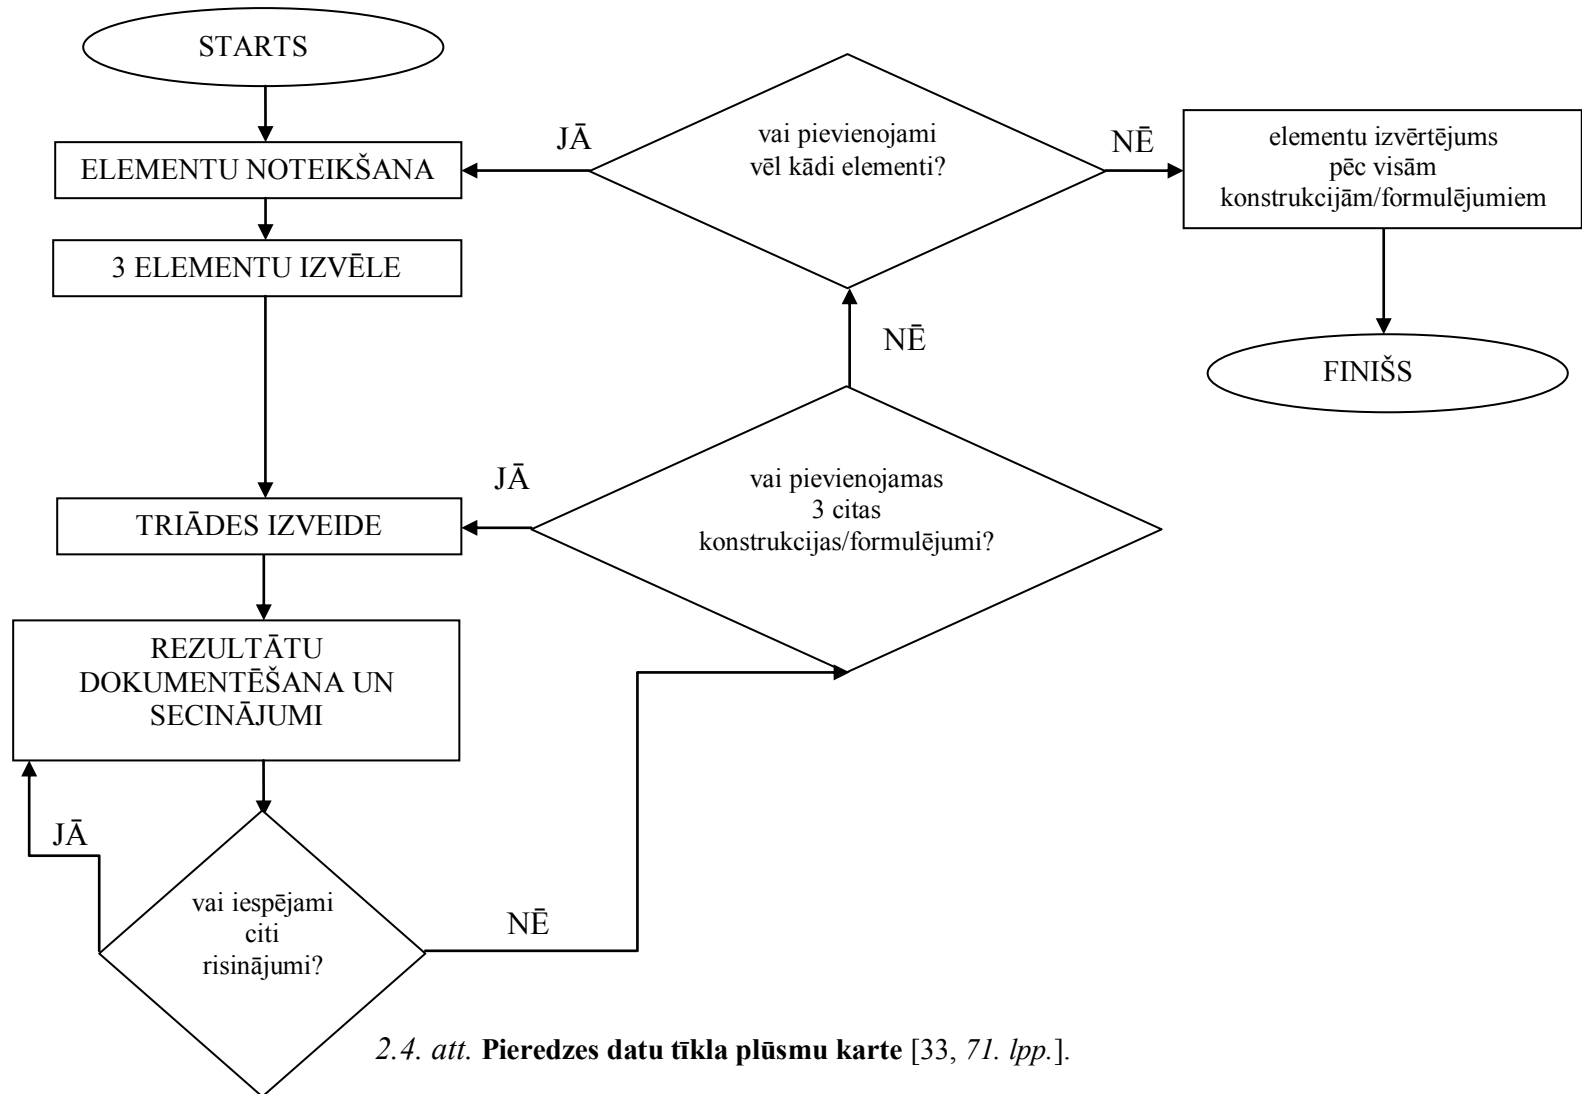 STARTS
ELEMENTU NOTEIKŠANA
3 ELEMENTU IZVĒLE
TRIĀDES IZVEIDE
REZULTĀTU
DOKUMENTĒŠANA UN
SECINĀJUMI
JĀ
vai iespējami
citi
risinājumi?
NĒ
JĀ
vai pievienojamas
3 citas
konstrukcijas/formulējumi?
NĒ
JĀ
vai pievienojami
vēl kādi elementi?
NĒ
elementu izvērtējums
pēc visām
konstrukcijām/formulējumiem
FINIŠS
2.4. att. Pieredzes datu tīkla plūsmu karte [33, 71. lpp.].